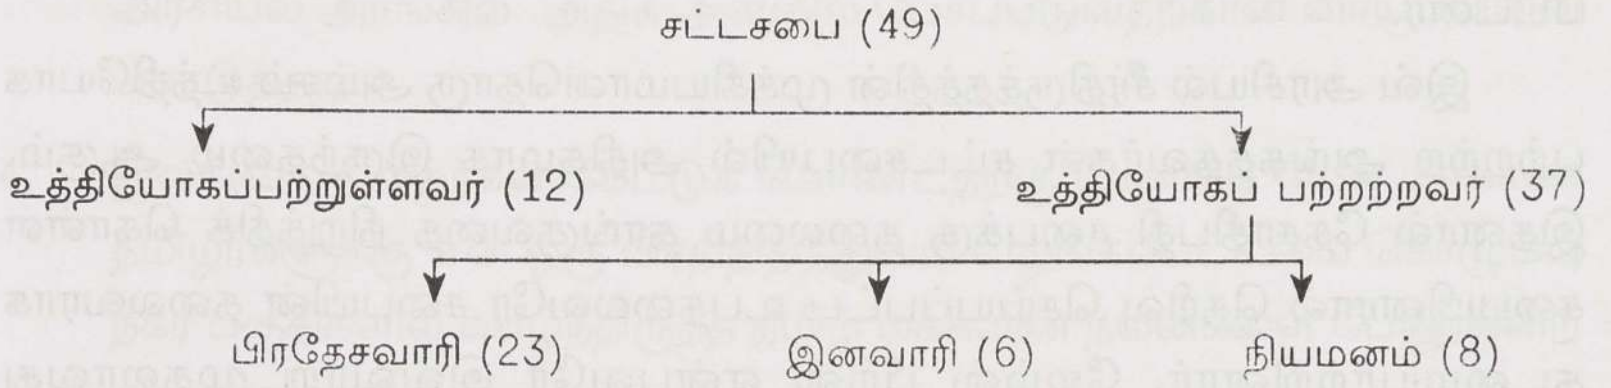 சட்டசபை (49)
உத்தியோகப்பற்றுள்ளவர் (12) உத்தியோகப் பற்றற்றவர் (37)
பிரதேசவாரி (23) இனவாரி (6) நியமனம் (8)